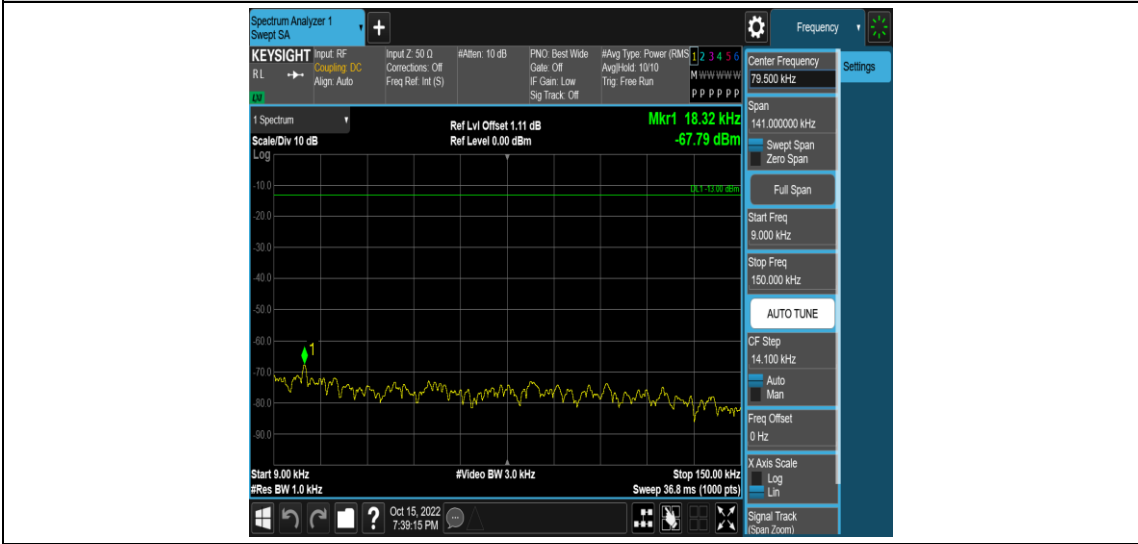 Spectrum Analyzer 1
Swept SA
+
Frequency
KEYSIGHT
RL
Input: RF
Coupling: DC
Align: Auto
Input Z: 50 Ω
Corrections: Off
Freq Ref: Int (S)
#Atten: 10 dB
PNO: Best Wide
Gate: Off
IF Gain: Low
Sig Track: Off
#Avg Type: Power (RMS
Avg|Hold: 10/10
Trig: Free Run
1 2 3 4 5 6
M W W W W W
P P P P P P
1 Spectrum
Scale/Div 10 dB
Log
Ref Lvl Offset 1.11 dB
Ref Level 0.00 dBm
Mkr1 18.32 kHz
-67.79 dBm
DL1 -13.00 dBm
-10.0
-20.0
-30.0
-40.0
-50.0
-60.0
-70.0
-80.0
-90.0
1
Start 9.00 kHz
#Res BW 1.0 kHz
#Video BW 3.0 kHz
Stop 150.00 kHz
Sweep 36.8 ms (1000 pts)
?
Oct 15, 2022
7:39:15 PM
Center Frequency
79.500 kHz
Span
141.000000 kHz
Swept Span
Zero Span
Full Span
Start Freq
9.000 kHz
Stop Freq
150.000 kHz
AUTO TUNE
CF Step
14.100 kHz
Auto
Man
Freq Offset
0 Hz
X Axis Scale
Log
Lin
Signal Track
(Span Zoom)
Settings